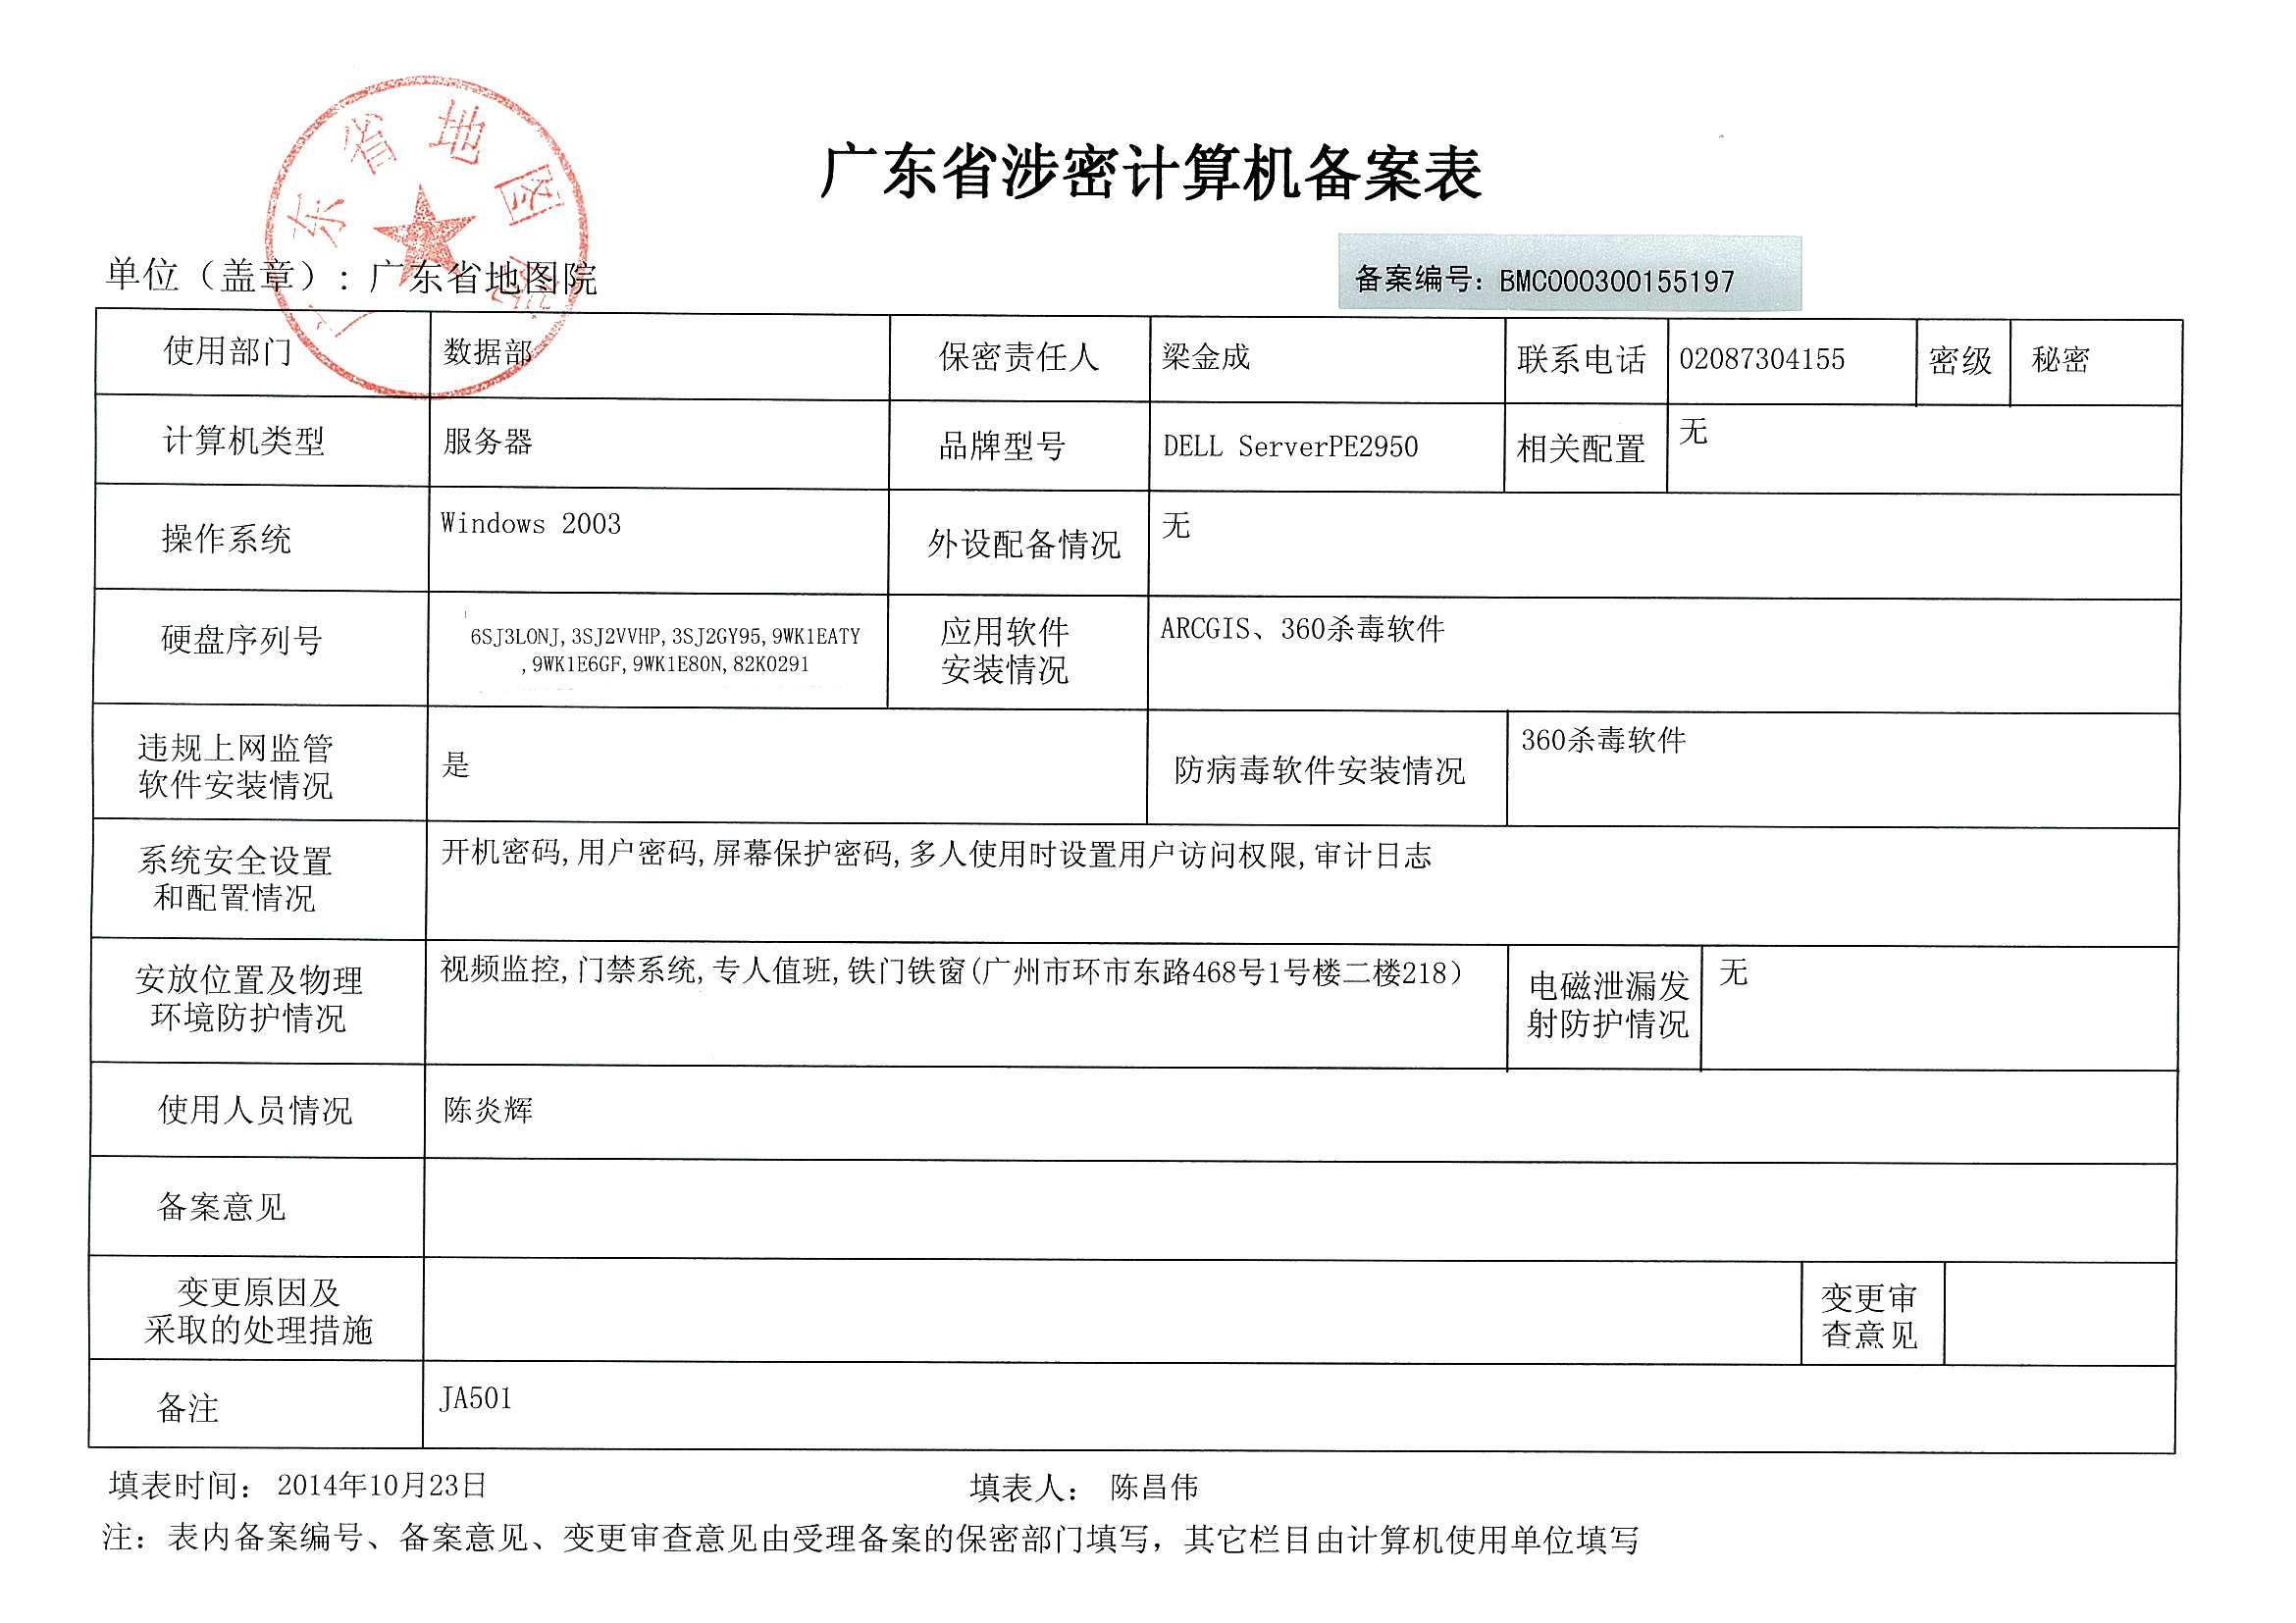 广东省涉密计算机备案表
广东省地图院
单位（盖章）: 广东省地图院
备案编号: BMC000300155197
使用部门 数据部 保密责任人 梁金成 联系电话 02087304155 密级 秘密
计算机类型 服务器 品牌型号 DELL ServerPE2950 相关配置 无
操作系统 Windows 2003 外设配备情况 无
硬盘序列号 6SJ3LONJ,3SJ2VVHP,3SJ2GY95,9WK1EATY
,9WK1E6GF,9WK1E80N,82K0291
应用软件
安装情况
ARCGIS、360杀毒软件
违规上网监管
软件安装情况
是
防病毒软件安装情况 360杀毒软件
系统安全设置
和配置情况
开机密码,用户密码,屏幕保护密码,多人使用时设置用户访问权限,审计日志
安放位置及物理
环境防护情况
视频监控,门禁系统,专人值班,铁门铁窗(广州市环市东路468号1号楼二楼218）
电磁泄漏发
射防护情况
无
使用人员情况 陈炎辉
备案意见
变更原因及
采取的处理措施
变更审
查意见
备注 JA501
填表时间: 2014年10月23日 填表人: 陈昌伟
注: 表内备案编号、备案意见、变更审查意见由受理备案的保密部门填写，其它栏目由计算机使用单位填写